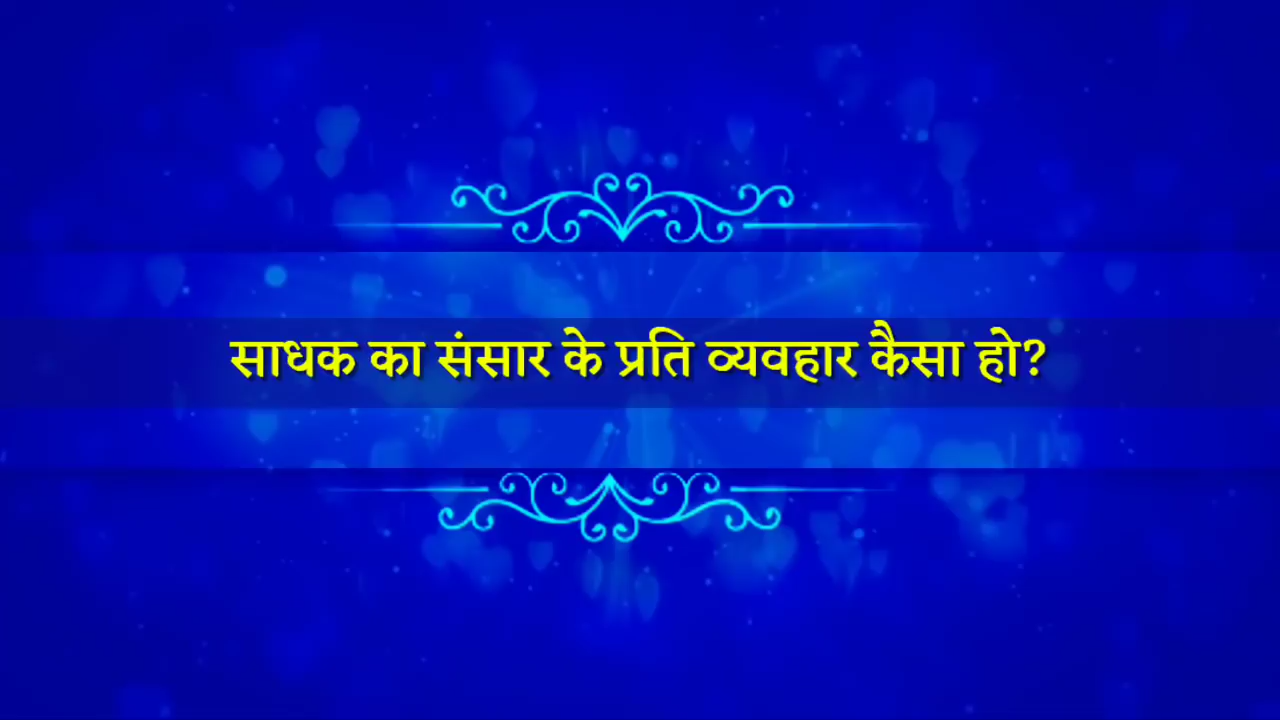 साधक का संसार के प्रति व्यवहार कैसा हो?